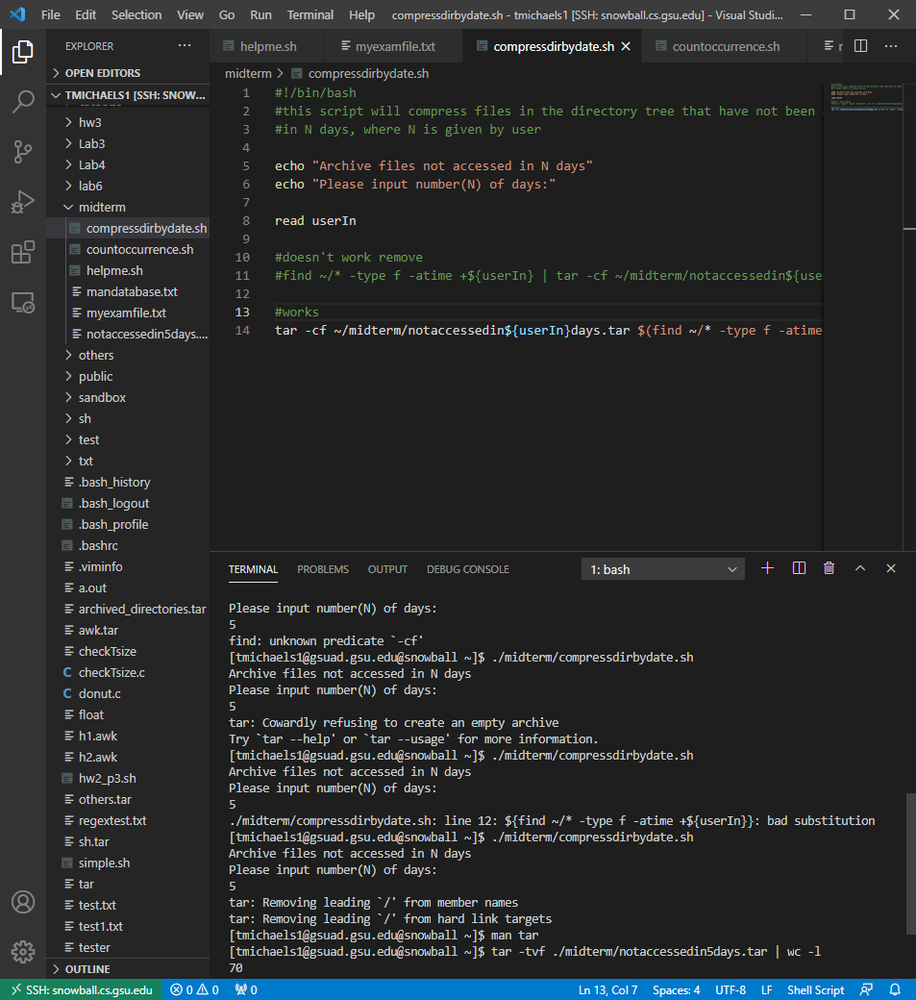 File Edit Selection View Go Run Terminal Help compressdirbydate.sh - tmichaels1 [SSH: snowball.cs.gsu.edu] - Visual Studi...
EXPLORER ...
OPEN EDITORS
TMICHAELS1 [SSH: SNOW...
hw3
Lab3
Lab4
lab6
midterm
compressdirbydate.sh
countoccurrence.sh
helpme.sh
mandatabase.txt
myexamfile.txt
notaccessedin5days....
others
public
sandbox
sh
test
txt
.bash_history
.bash_logout
.bash_profile
.bashrc
.viminfo
a.out
archived_directories.tar
awk.tar
checkTsize
C checkTsize.c
C donut.c
float
h1.awk
h2.awk
hw2_p3.sh
others.tar
regextest.txt
sh.tar
simple.sh
tar
test.txt
test1.txt
tester
OUTLINE
helpme.sh myexamfile.txt compressdirbydate.sh countoccurrence.sh ...
midterm > compressdirbydate.sh
1 #!/bin/bash
2 #this script will compress files in the directory tree that have not been
3 #in N days, where N is given by user
4
5 echo "Archive files not accessed in N days"
6 echo "Please input number(N) of days:"
7
8 read userIn
9
10 #doesn't work remove
11 #find ~/* -type f -atime +${userIn} | tar -cf ~/midterm/notaccessedin${use
12
13 #works
14 tar -cf ~/midterm/notaccessedin${userIn}days.tar $(find ~/* -type f -atime
TERMINAL PROBLEMS OUTPUT DEBUG CONSOLE 1: bash
Please input number(N) of days:
5
find: unknown predicate `-cf'
[tmichaels1@gsuad.gsu.edu@snowball ~]$ ./midterm/compressdirbydate.sh
Archive files not accessed in N days
Please input number(N) of days:
5
tar: Cowardly refusing to create an empty archive
Try `tar --help' or `tar --usage' for more information.
[tmichaels1@gsuad.gsu.edu@snowball ~]$ ./midterm/compressdirbydate.sh
Archive files not accessed in N days
Please input number(N) of days:
5
./midterm/compressdirbydate.sh: line 12: ${find ~/* -type f -atime +${userIn}}: bad substitution
[tmichaels1@gsuad.gsu.edu@snowball ~]$ ./midterm/compressdirbydate.sh
Archive files not accessed in N days
Please input number(N) of days:
5
tar: Removing leading `/' from member names
tar: Removing leading `/' from hard link targets
[tmichaels1@gsuad.gsu.edu@snowball ~]$ man tar
[tmichaels1@gsuad.gsu.edu@snowball ~]$ tar -tvf ./midterm/notaccessedin5days.tar | wc -l
70
SSH: snowball.cs.gsu.edu 0 0 0 Ln 13, Col 7 Spaces: 4 UTF-8 LF Shell Script